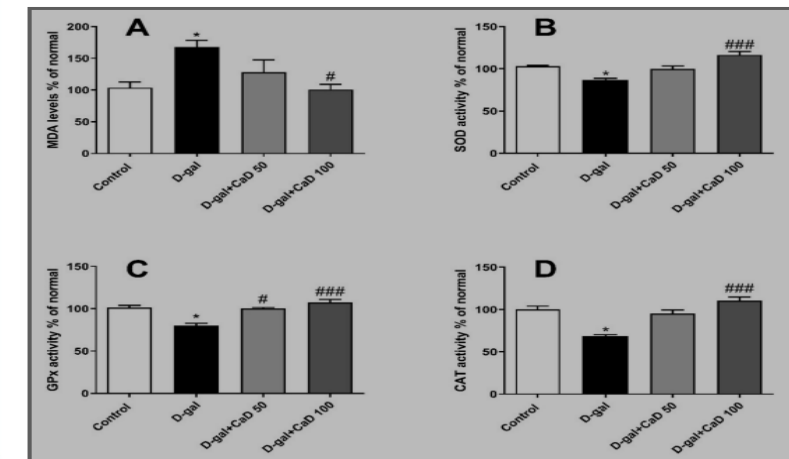 A
MDA levels % of normal
200
150
100
50
0
*
#
Control
D-gal
D-gal+CaD 50
D-gal+CaD 100
B
SOD activity % of normal
150
100
50
0
*
###
Control
D-gal
D-gal+CaD 50
D-gal+CaD 100
C
GPx activity % of normal
150
100
50
0
*
#
###
Control
D-gal
D-gal+CaD 50
D-gal+CaD 100
D
CAT activity % of normal
150
100
50
0
*
###
Control
D-gal
D-gal+CaD 50
D-gal+CaD 100